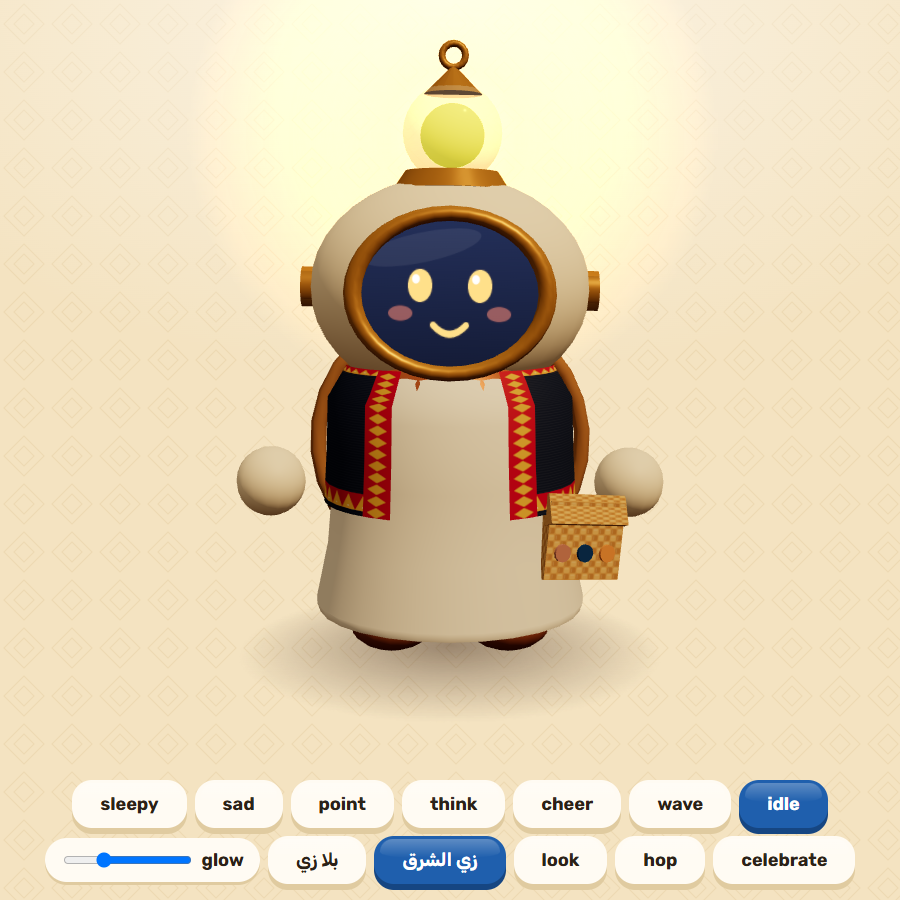 sleepy sad point think cheer wave idle
glow بلا زي زي الشرق look hop celebrate